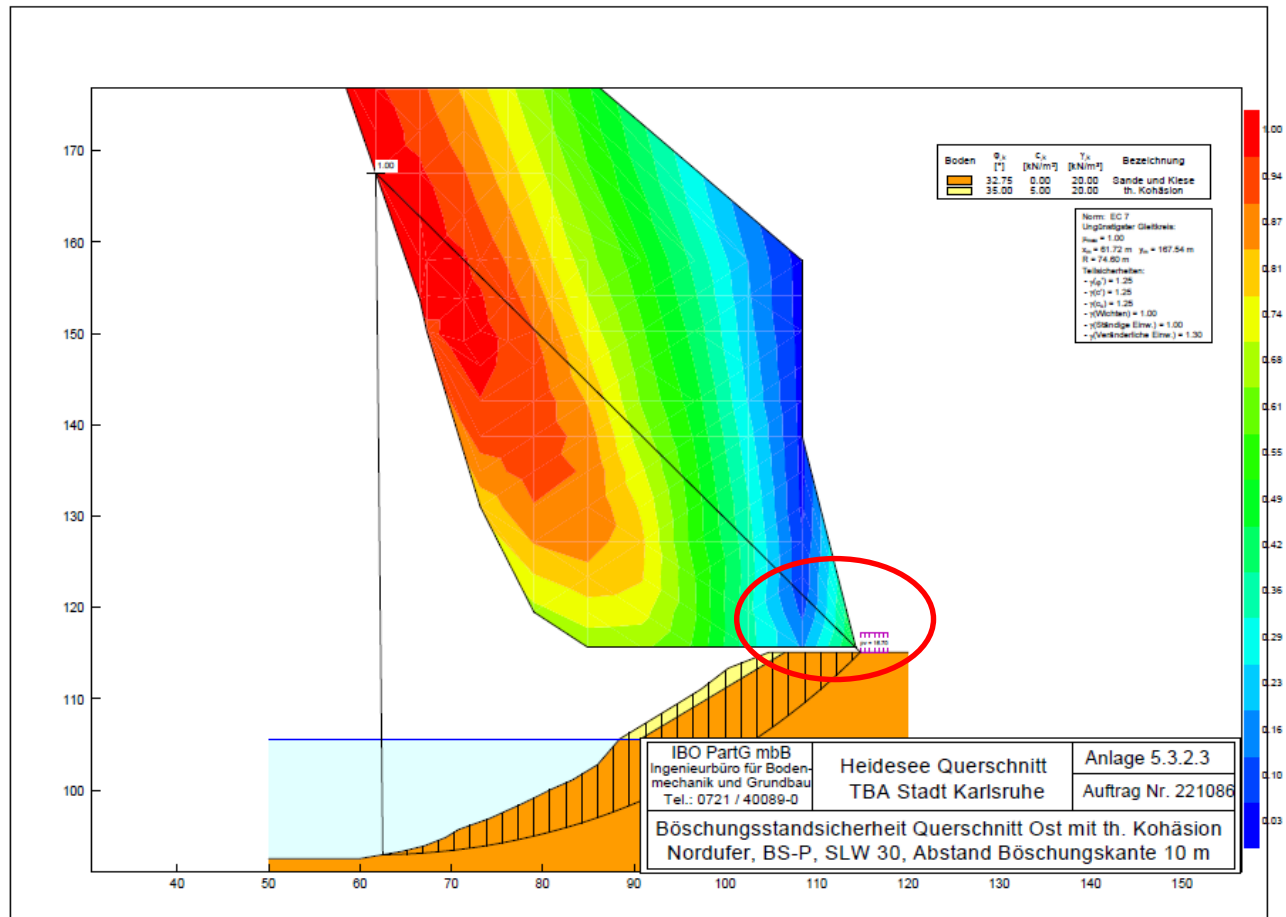 170
160
150
140
130
120
110
100
40
50
60
70
80
90
100
110
120
130
140
150
1.00
1.00
0.94
0.87
0.81
0.74
0.68
0.61
0.55
0.49
0.42
0.36
0.29
0.23
0.16
0.10
0.03
Boden φ,k [°] c,k [kN/m²] γ,k [kN/m³] Bezeichnung
32.75 0.00 20.00 Sande und Kiese
35.00 5.00 20.00 th. Kohäsion
Norm: EC 7
Ungünstigster Gleitkreis:
μmax = 1.00
xm = 61.72 m ym = 167.54 m
R = 74.60 m
Teilsicherheiten:
- γ(φ') = 1.25
- γ(c') = 1.25
- γ(cu) = 1.25
- γ(Wichten) = 1.00
- γ(Ständige Einw.) = 1.00
- γ(Veränderliche Einw.) = 1.30
IBO PartG mbB
Ingenieurbüro für Boden-
mechanik und Grundbau
Tel.: 0721 / 40089-0
Heidesee Querschnitt
TBA Stadt Karlsruhe
Anlage 5.3.2.3
Auftrag Nr. 221086
Böschungsstandsicherheit Querschnitt Ost mit th. Kohäsion
Nordufer, BS-P, SLW 30, Abstand Böschungskante 10 m